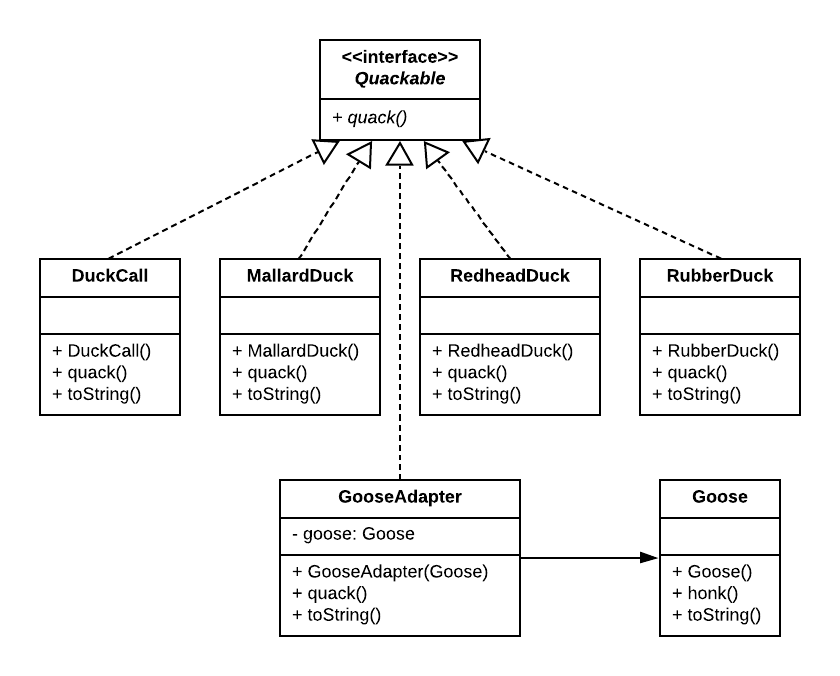 <<interface>>
Quackable
+ quack()
DuckCall
+ DuckCall()
+ quack()
+ toString()
MallardDuck
+ MallardDuck()
+ quack()
+ toString()
RedheadDuck
+ RedheadDuck()
+ quack()
+ toString()
RubberDuck
+ RubberDuck()
+ quack()
+ toString()
GooseAdapter
- goose: Goose
+ GooseAdapter(Goose)
+ quack()
+ toString()
Goose
+ Goose()
+ honk()
+ toString()